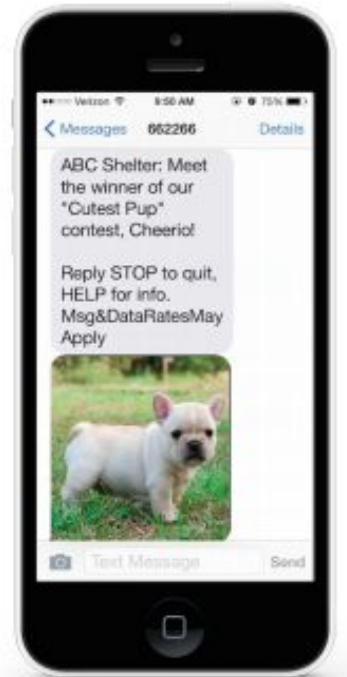 Verizon 9:50 AM 75%
Messages 662266 Details
ABC Shelter: Meet
the winner of our
"Cutest Pup"
contest, Cheerio!
Reply STOP to quit,
HELP for info.
Msg&DataRatesMay
Apply
Text Message Send